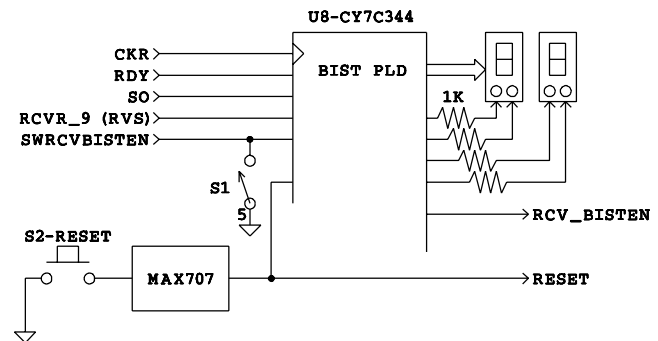 U8-CY7C344
CKR
BIST PLD
RDY
SO
1K
RCVR_9 (RVS)
SWRCVBISTEN
S1
5
RCV_BISTEN
S2-RESET
MAX707
RESET